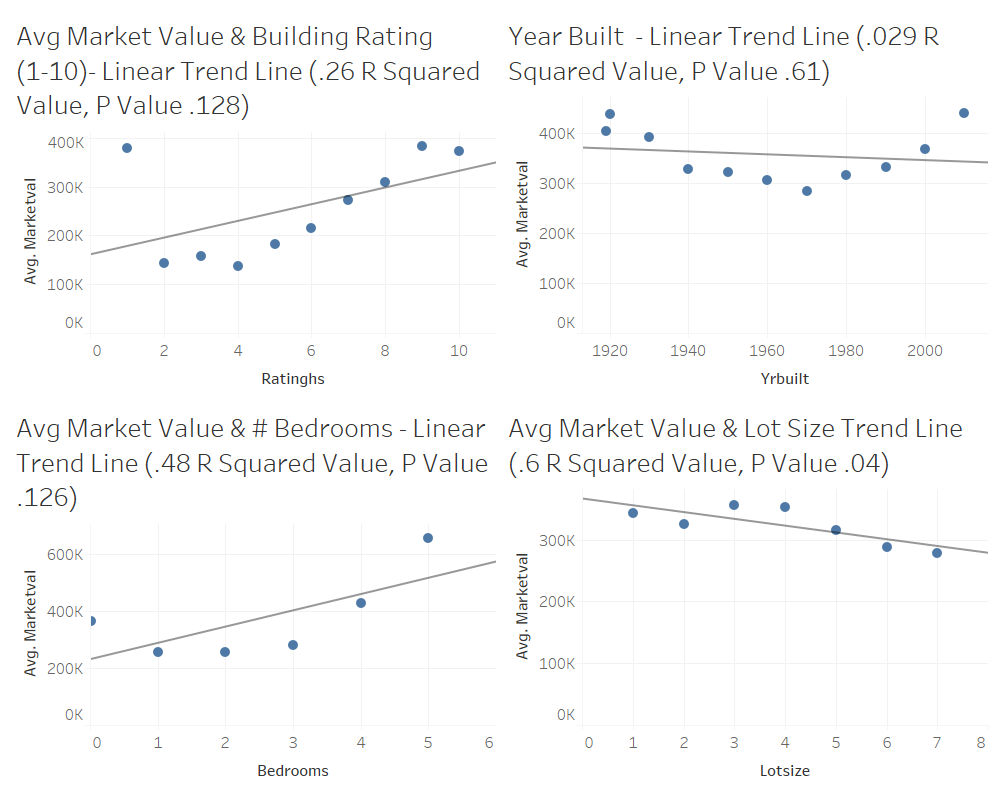 Avg Market Value & Building Rating
(1-10)- Linear Trend Line (.26 R Squared
Value, P Value .128)
400K
300K
200K
100K
0K
Avg. Marketval
0 2 4 6 8 10
Ratinghs
Year Built - Linear Trend Line (.029 R
Squared Value, P Value .61)
400K
300K
200K
100K
0K
Avg. Marketval
1920 1940 1960 1980 2000
Yrbuilt
Avg Market Value & # Bedrooms - Linear
Trend Line (.48 R Squared Value, P Value
.126)
600K
400K
200K
0K
Avg. Marketval
0 1 2 3 4 5 6
Bedrooms
Avg Market Value & Lot Size Trend Line
(.6 R Squared Value, P Value .04)
300K
200K
100K
0K
Avg. Marketval
0 1 2 3 4 5 6 7 8
Lotsize